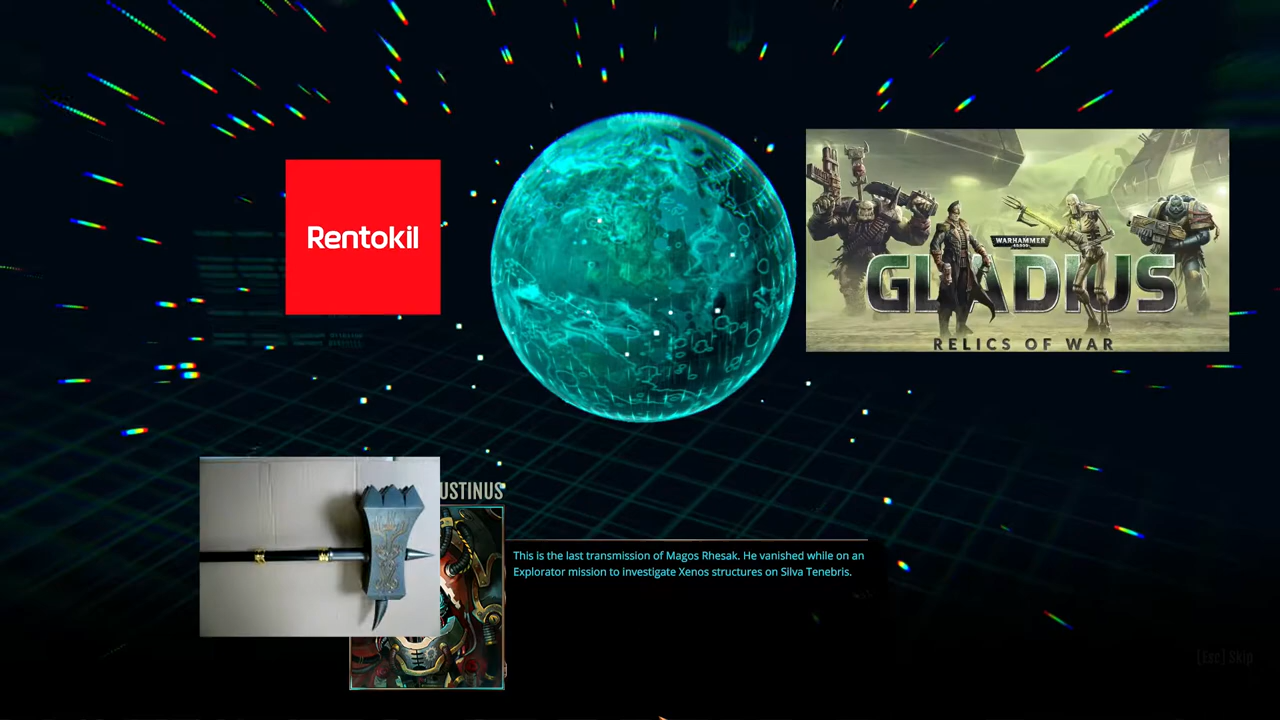 Rentokil
WARHAMMER
40,000
GLADIUS
RELICS OF WAR
USTINUS
This is the last transmission of Magos Rhesak. He vanished while on an
Explorator mission to investigate Xenos structures on Silva Tenebris.
[Esc] Skip